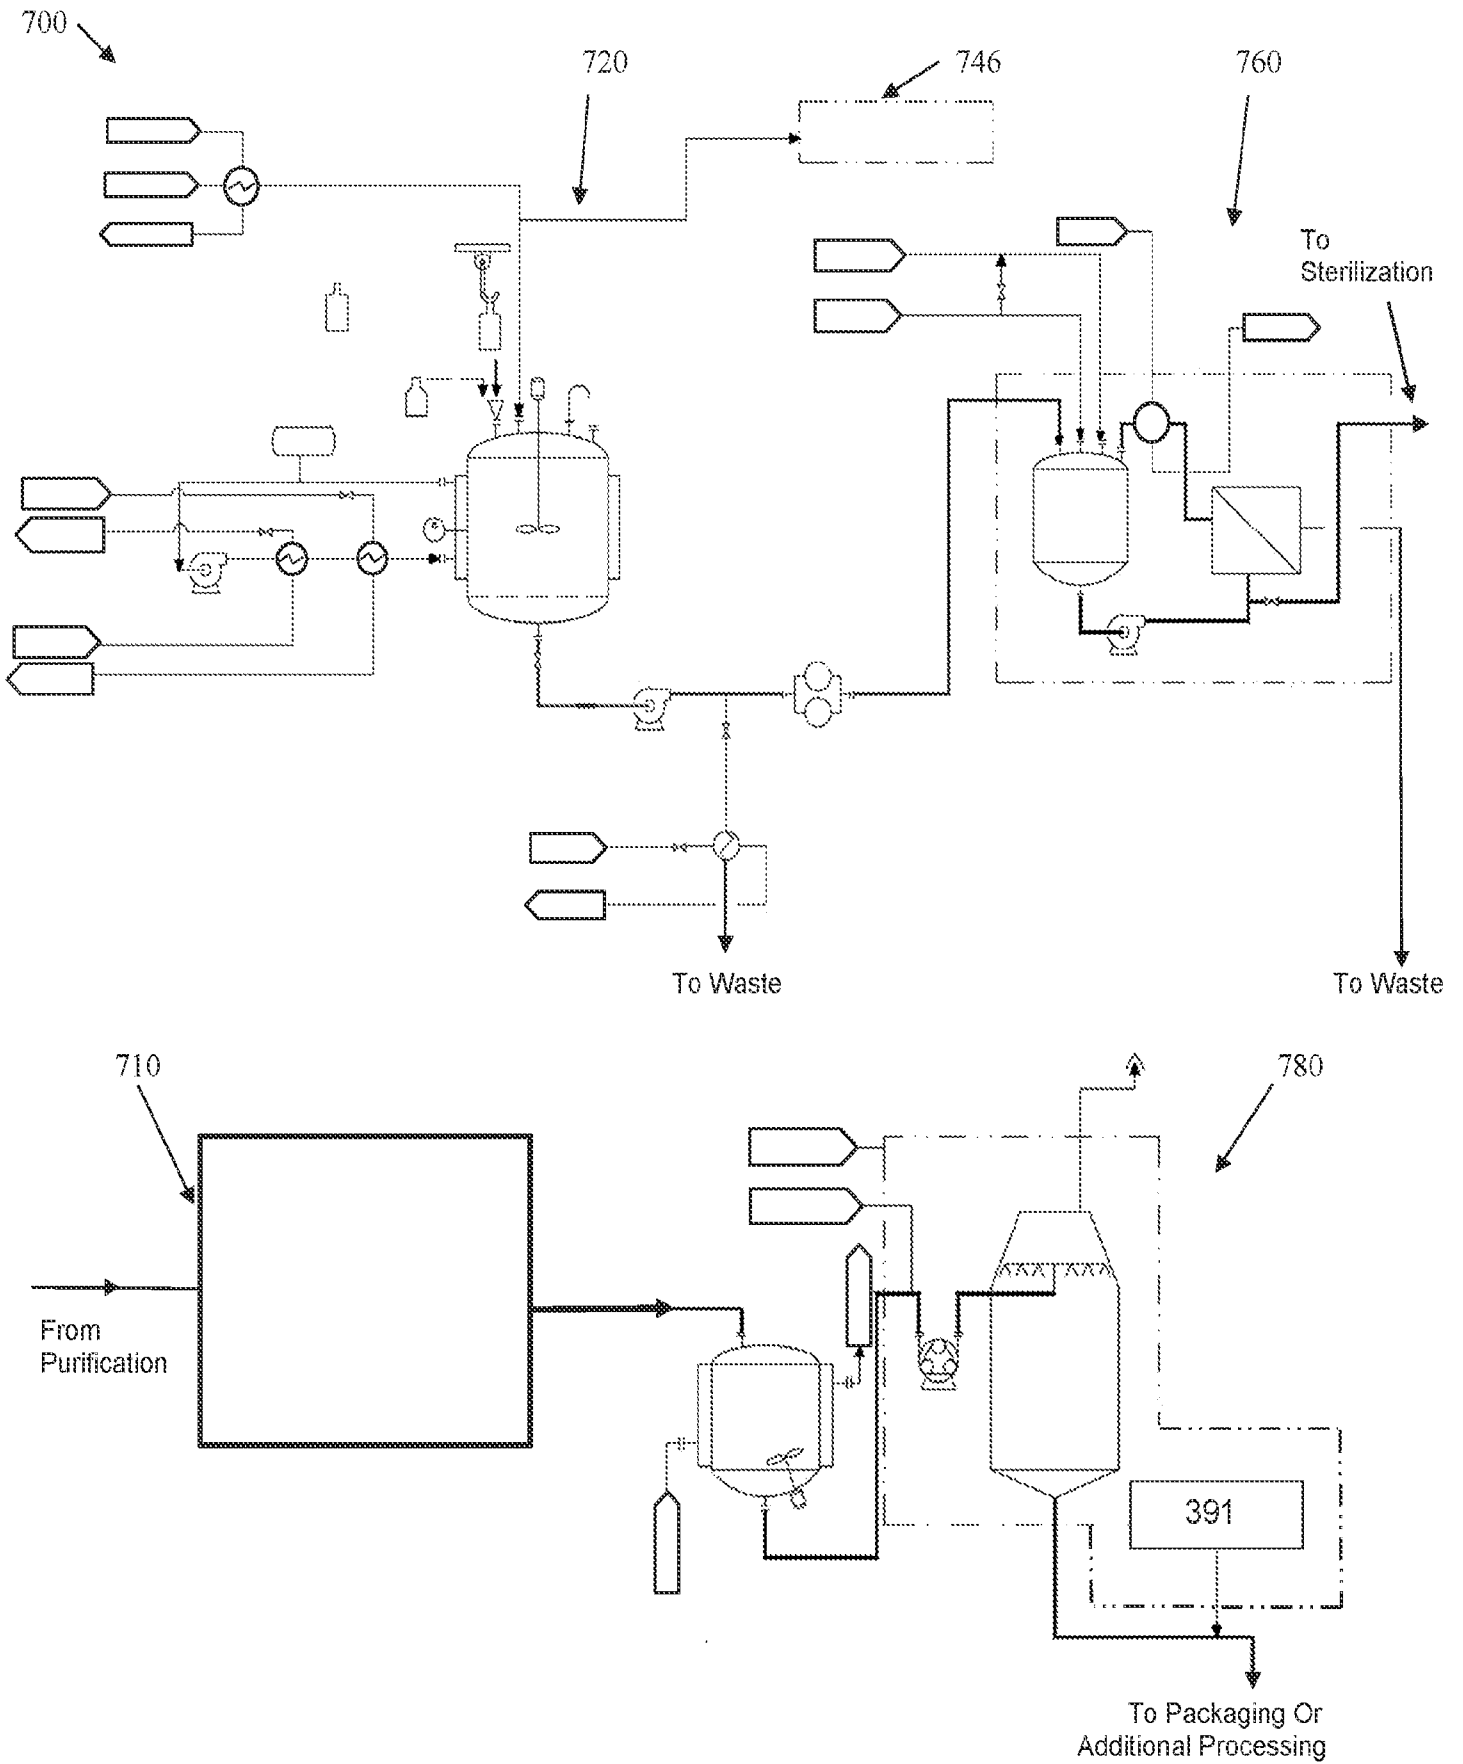 700
720
746
760
To
Sterilization
To Waste
To Waste
710
780
From
Purification
391
To Packaging Or
Additional Processing